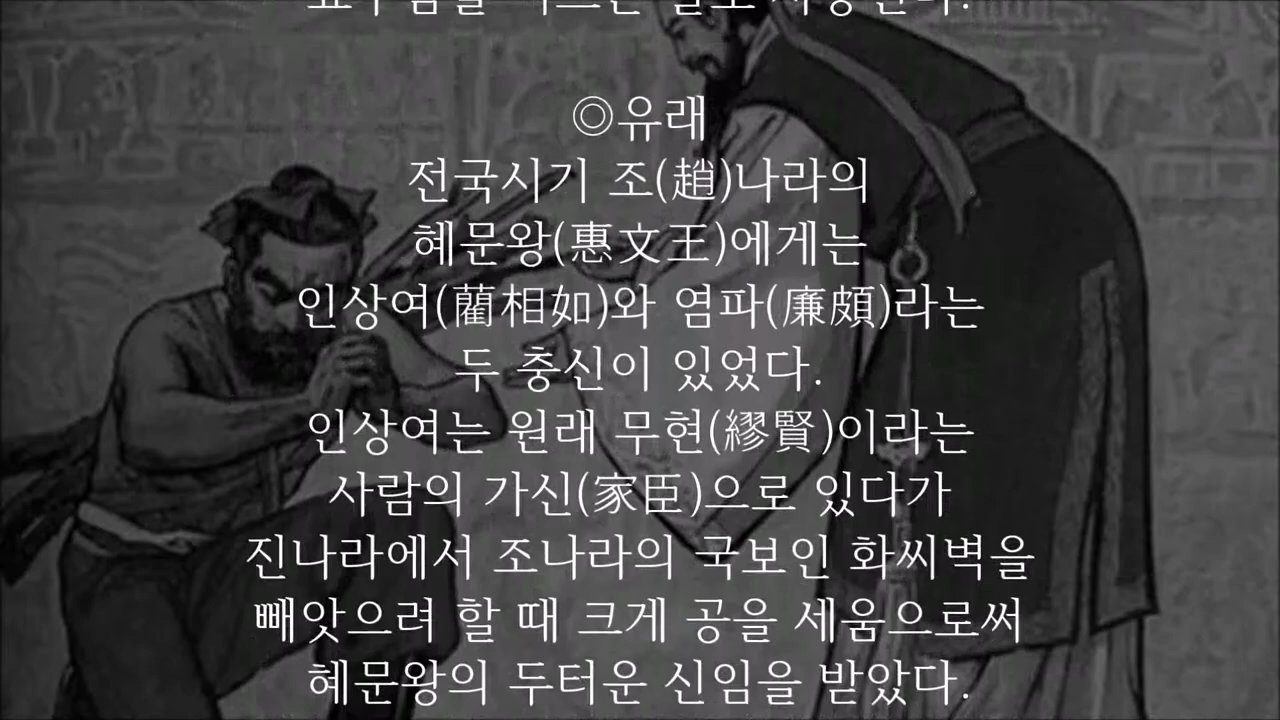 ◎유래
전국시기 조(趙)나라의
혜문왕(惠文王)에게는
인상여(藺相如)와 염파(廉頗)라는
두 충신이 있었다.
인상여는 원래 무현(繆賢)이라는
사람의 가신(家臣)으로 있다가
진나라에서 조나라의 국보인 화씨벽을
빼앗으려 할 때 크게 공을 세움으로써
혜문왕의 두터운 신임을 받았다.